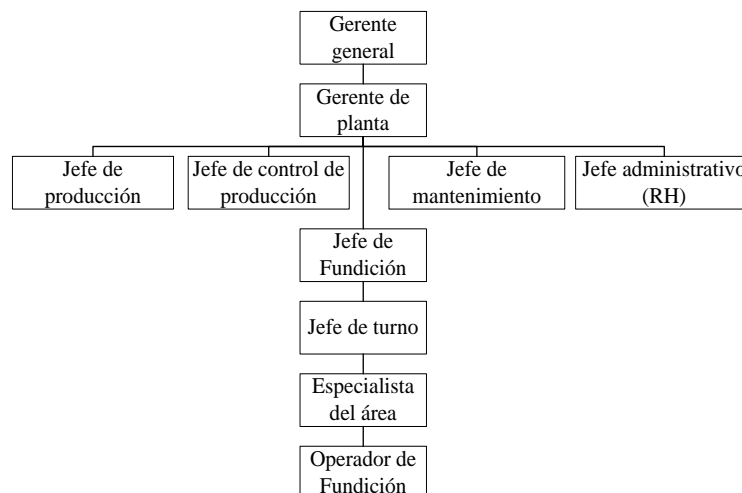 Gerente
general
Gerente de
planta
Jefe de
producción
Jefe de control de
producción
Jefe de
mantenimiento
Jefe administrativo
(RH)
Jefe de
Fundición
Jefe de turno
Especialista
del área
Operador de
Fundición